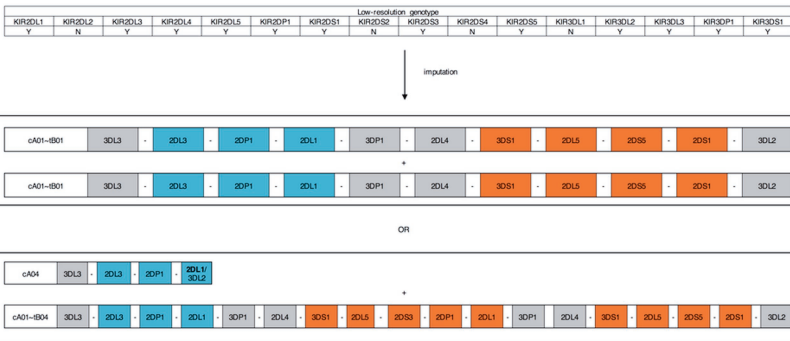 Low-resolution genotype
KIR2DL1 KIR2DL2 KIR2DL3 KIR2DL4 KIR2DL5 KIR2DP1 KIR2DS1 KIR2DS2 KIR2DS3 KIR2DS4 KIR2DS5 KIR3DL1 KIR3DL2 KIR3DL3 KIR3DP1 KIR3DS1
Y N Y Y Y Y Y N Y N Y N Y Y Y Y
imputation
cA01~tB01 3DL3 - 2DL3 - 2DP1 - 2DL1 - 3DP1 - 2DL4 - 3DS1 - 2DL5 - 2DS5 - 2DS1 - 3DL2
+
cA01~tB01 3DL3 - 2DL3 - 2DP1 - 2DL1 - 3DP1 - 2DL4 - 3DS1 - 2DL5 - 2DS5 - 2DS1 - 3DL2
OR
cA04 3DL3 - 2DL3 - 2DP1 - 2DL1/
3DL2
+
cA01~tB04 3DL3 - 2DL3 - 2DP1 - 2DL1 - 3DP1 - 2DL4 - 3DS1 - 2DL5 - 2DS3 - 2DP1 - 2DL1 - 3DP1 2DL4 - 3DS1 - 2DL5 - 2DS5 - 2DS1 - 3DL2